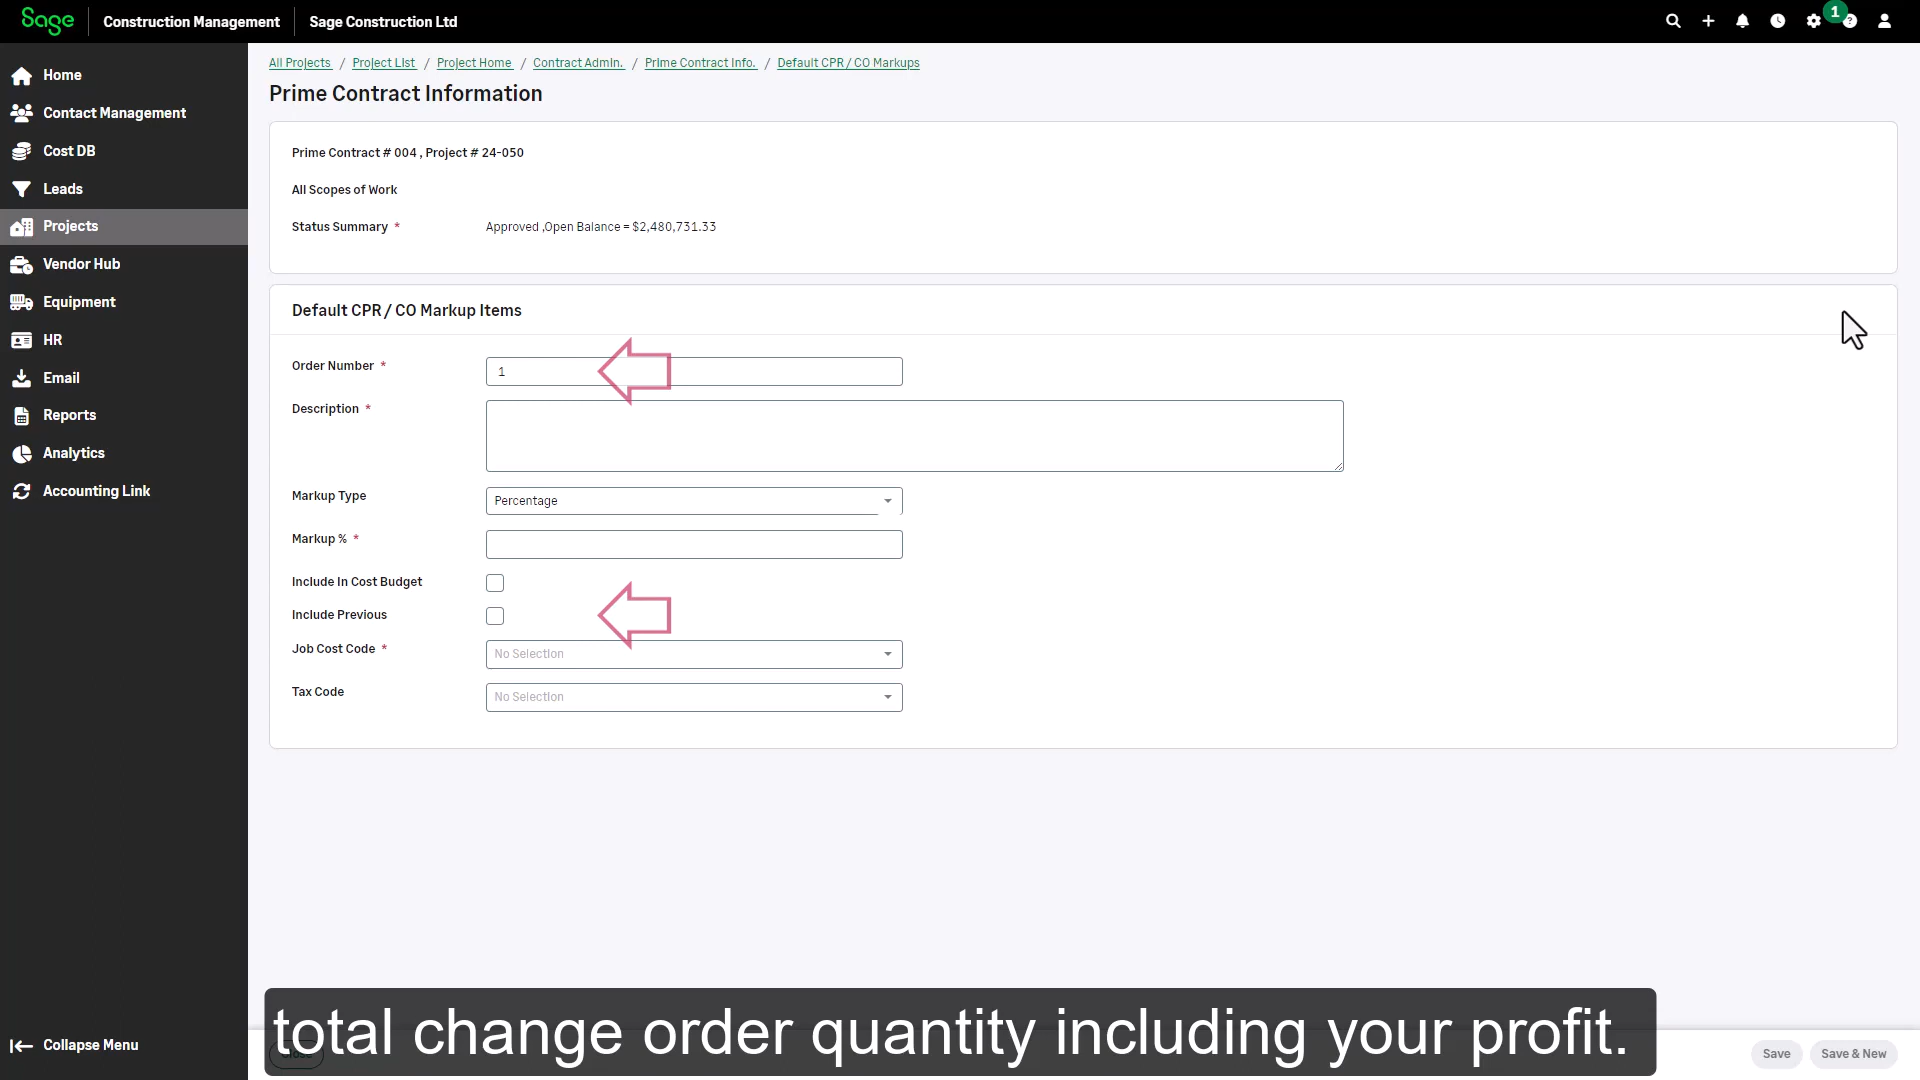 Sage
Construction Management
Sage Construction Ltd
1
?
Home
Contact Management
Cost DB
Leads
Projects
Vendor Hub
Equipment
HR
Email
Reports
Analytics
Accounting Link
Collapse Menu
All Projects / Project List / Project Home / Contract Admin. / Prime Contract Info. / Default CPR / CO Markups
Prime Contract Information
Prime Contract # 004 , Project # 24-050
All Scopes of Work
Status Summary * Approved ,Open Balance = $2,480,731.33
Default CPR / CO Markup Items
Order Number * 1
Description *
Markup Type Percentage
Markup % *
Include In Cost Budget
Include Previous
Job Cost Code * No Selection
Tax Code No Selection
total change order quantity including your profit.
Save
Save & New